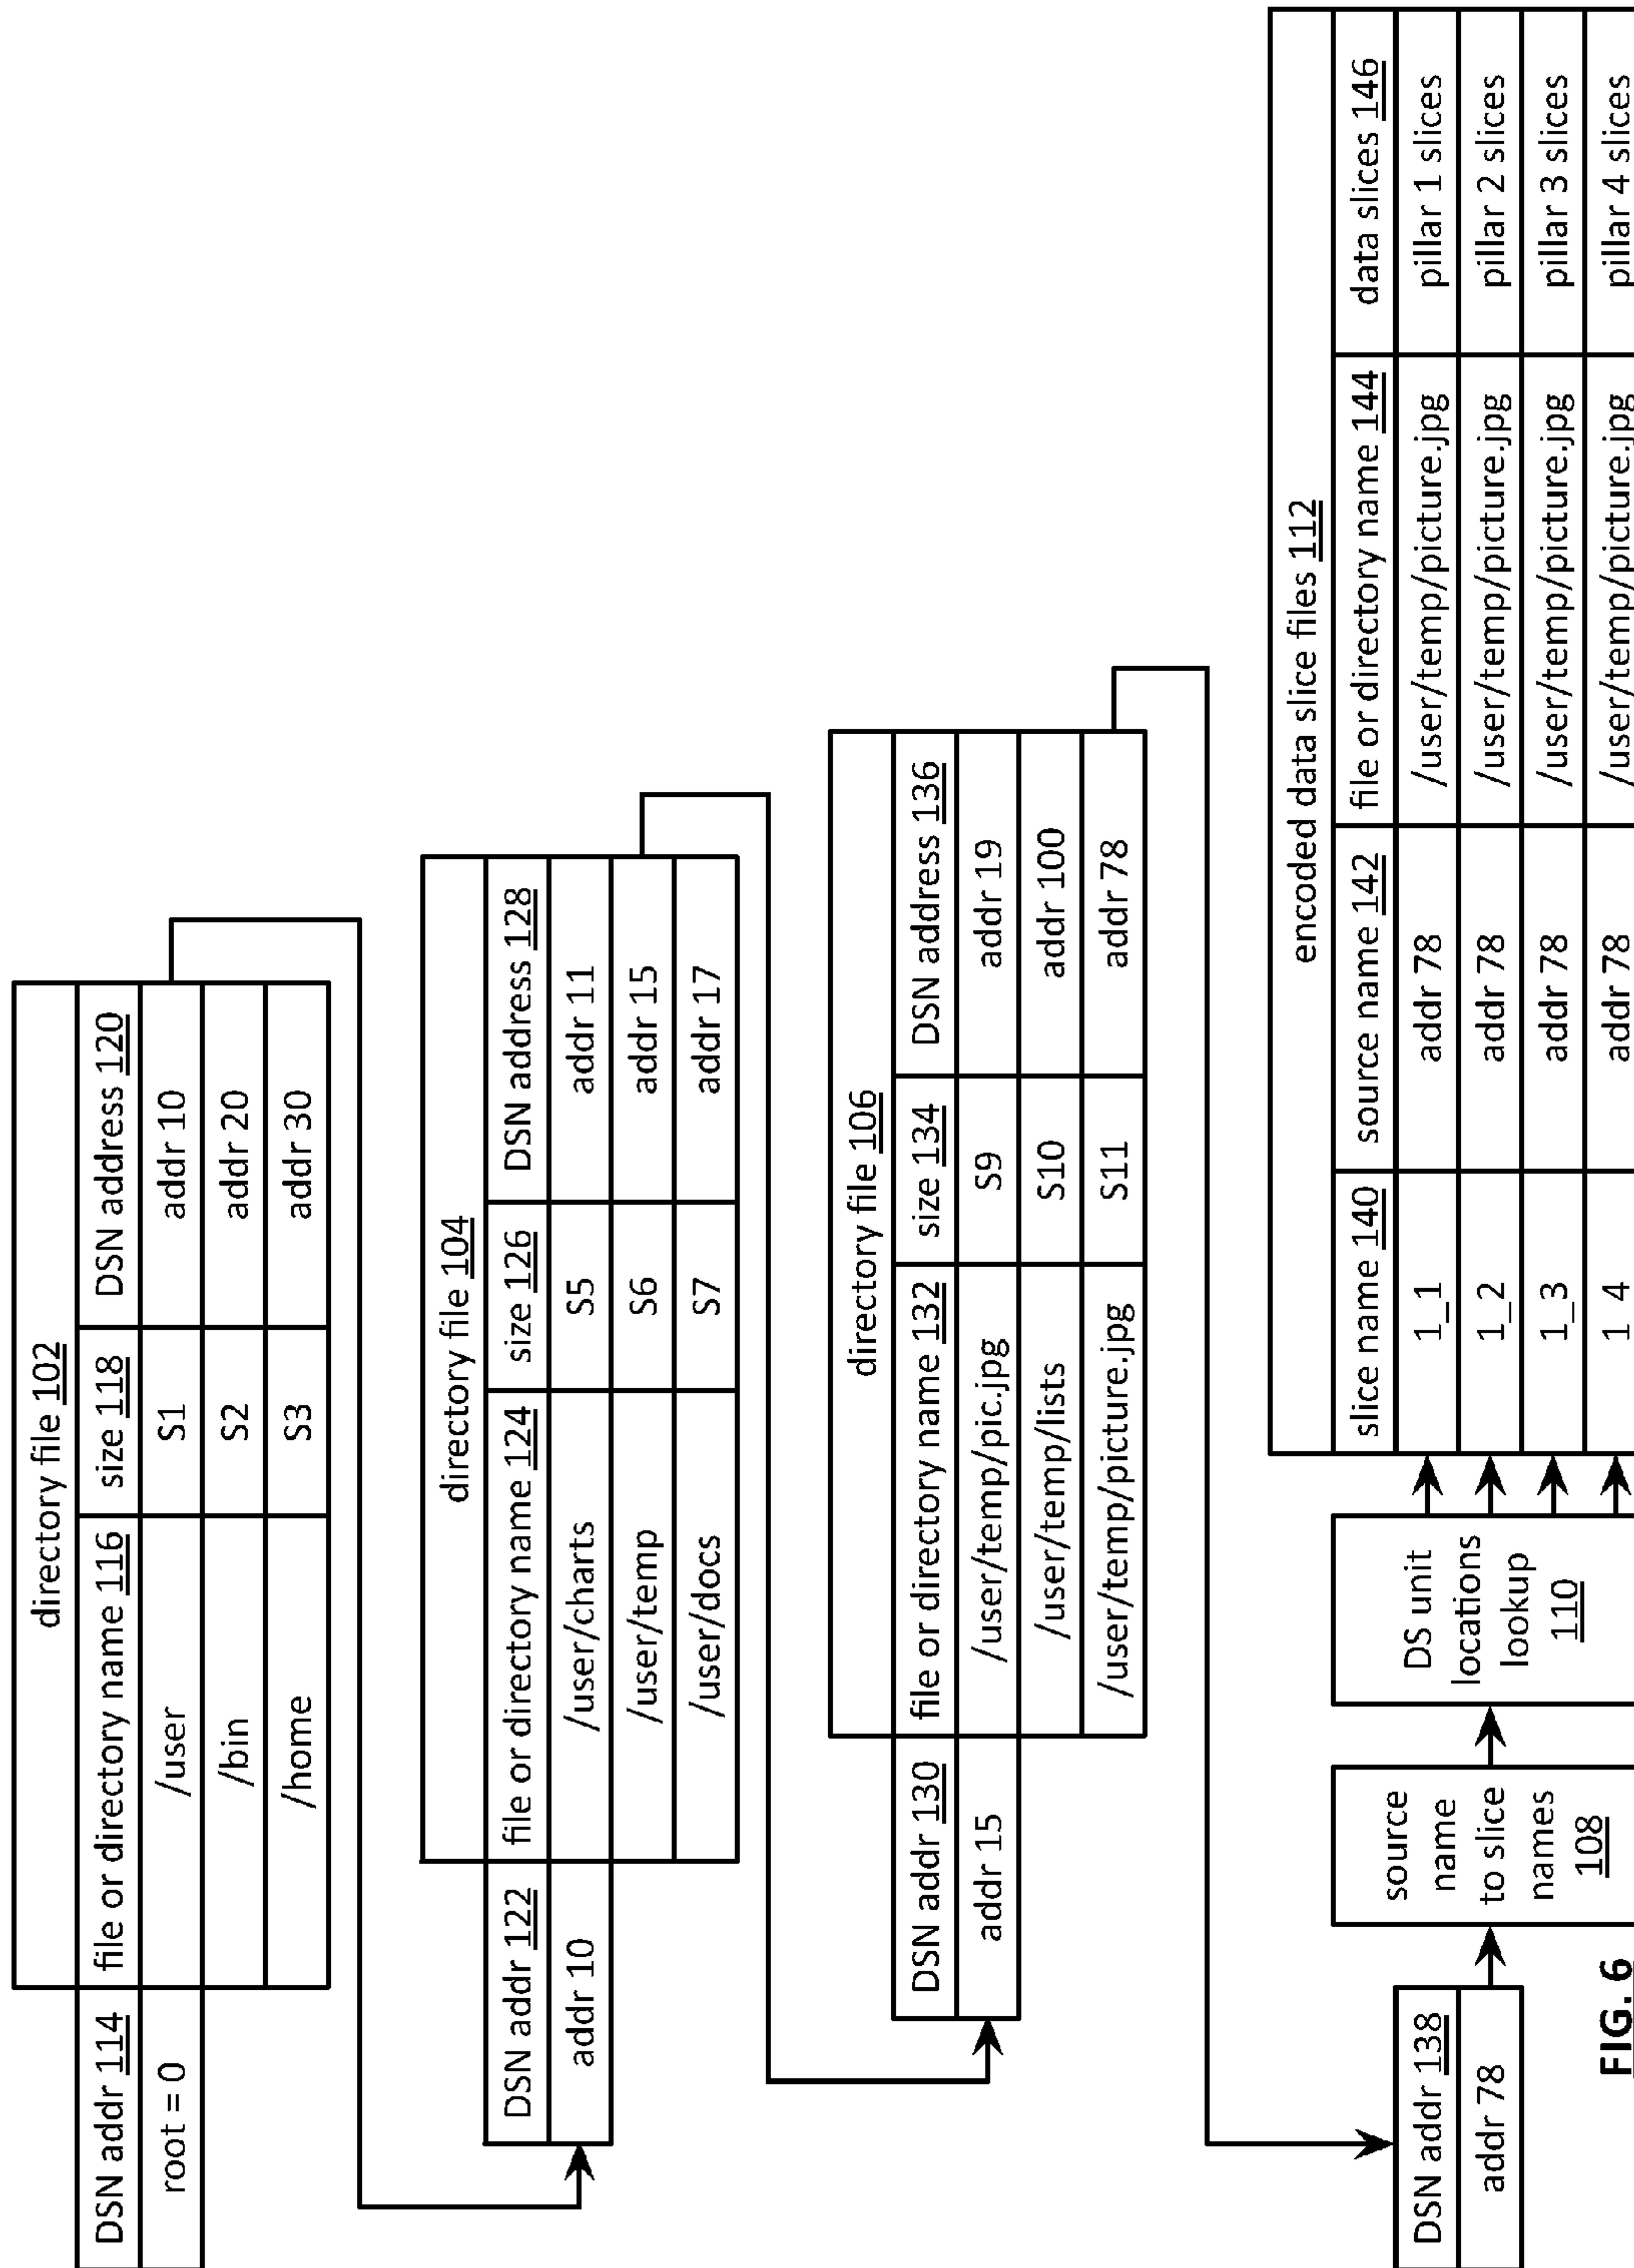 directory file 102
DSN addr 114 file or directory name 116 size 118 DSN address 120
root = 0 /user S1 addr 10
/bin S2 addr 20
/home S3 addr 30
directory file 104
DSN addr 122 file or directory name 124 size 126 DSN address 128
addr 10 /user/charts S5 addr 11
/user/temp S6 addr 15
/user/docs S7 addr 17
directory file 106
DSN addr 130 file or directory name 132 size 134 DSN address 136
addr 15 /user/temp/pic.jpg S9 addr 19
/user/temp/lists S10 addr 100
/user/temp/picture.jpg S11 addr 78
DSN addr 138
addr 78
source
name
to slice
names
108
DS unit
locations
lookup
110
encoded data slice files 112
slice name 140 source name 142 file or directory name 144 data slices 146
1_1 addr 78 /user/temp/picture.jpg pillar 1 slices
1_2 addr 78 /user/temp/picture.jpg pillar 2 slices
1_3 addr 78 /user/temp/picture.jpg pillar 3 slices
1_4 addr 78 /user/temp/picture.jpg pillar 4 slices
FIG. 6